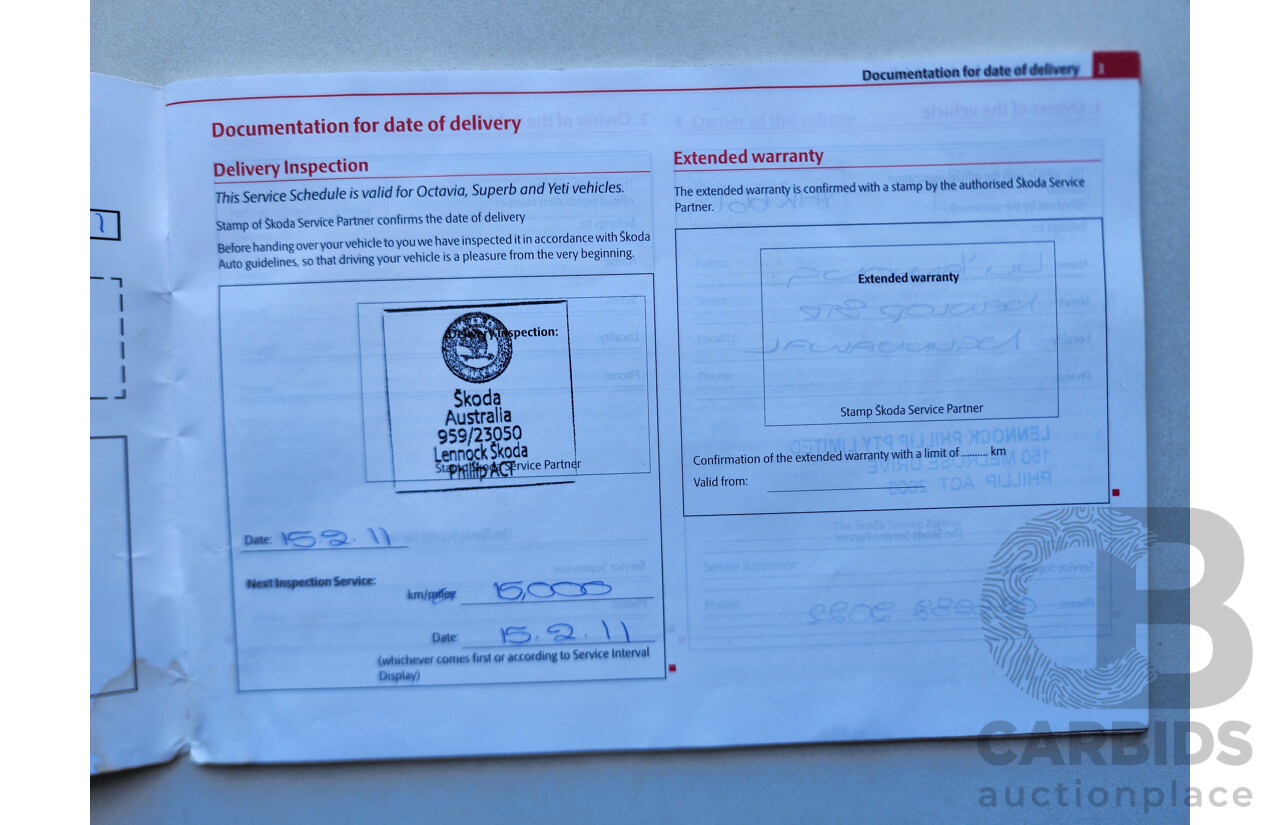 Documentation for date of delivery 1
Documentation for date of delivery
Delivery Inspection
This Service Schedule is valid for Octavia, Superb and Yeti vehicles.
Stamp of Škoda Service Partner confirms the date of delivery
Before handing over your vehicle to you we have inspected it in accordance with Škoda
Auto guidelines, so that driving your vehicle is a pleasure from the very beginning.
Delivery Inspection:
Škoda
Australia
959/23050
Lennock Škoda
Phillip ACT
Stamp Škoda Service Partner
Date: 15.2.11
Next Inspection Service:
km/miles 15,000
Date: 15.2.11
(whichever comes first or according to Service Interval
Display)
Extended warranty
The extended warranty is confirmed with a stamp by the authorised Škoda Service
Partner.
Extended warranty
Stamp Škoda Service Partner
Confirmation of the extended warranty with a limit of .......... km
Valid from:
CARBIDS
auctionplace